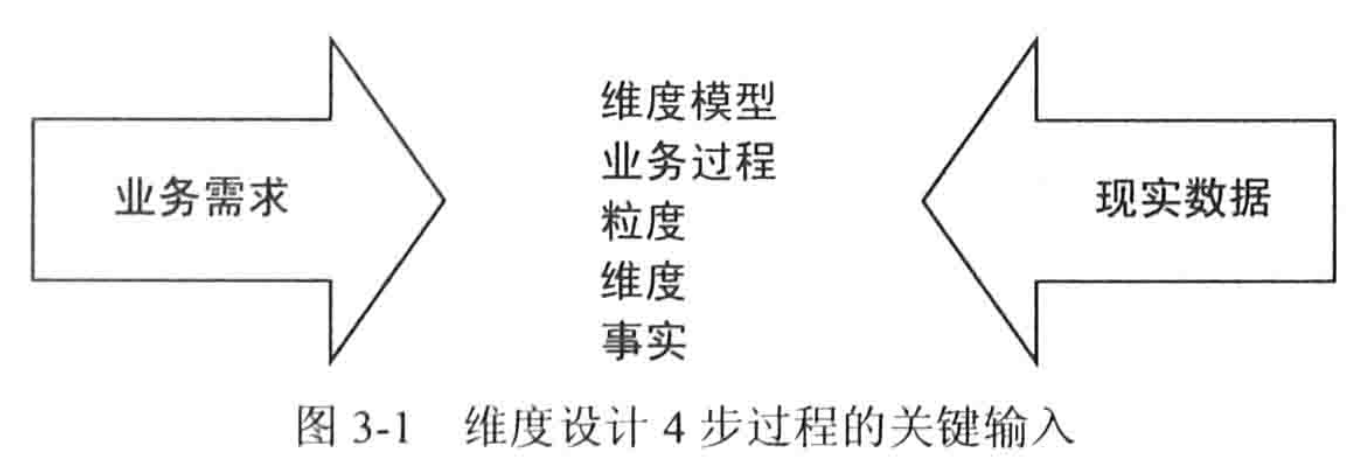 业务需求
维度模型
业务过程
粒度
维度
事实
现实数据
图 3-1 维度设计 4 步过程的关键输入